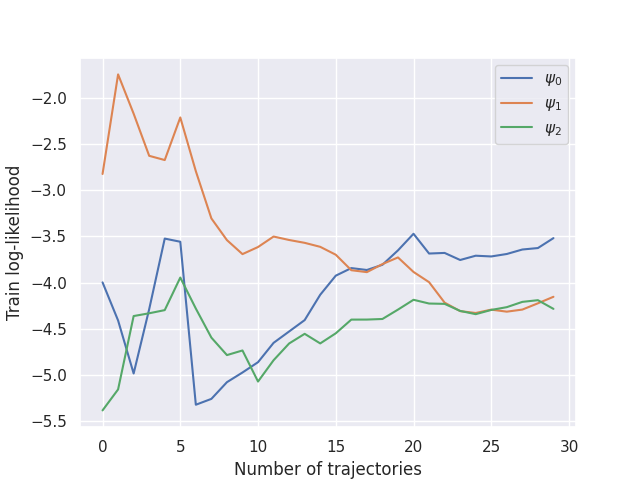 ψ0
ψ1
ψ2
−2.0
−2.5
−3.0
−3.5
−4.0
−4.5
−5.0
−5.5
Train log-likelihood
0 5 10 15 20 25 30
Number of trajectories